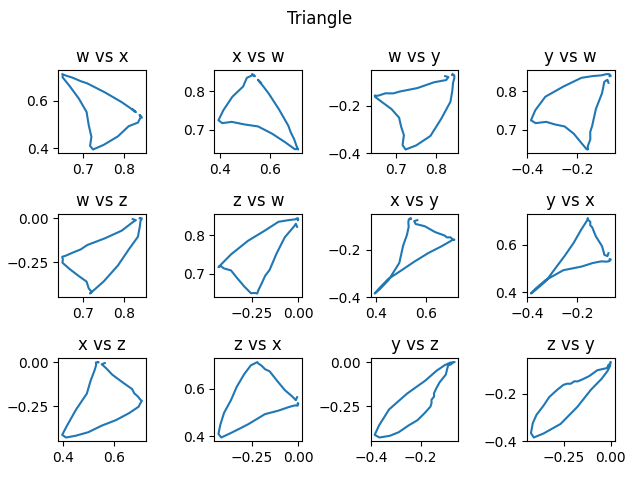 Triangle
w vs x x vs w w vs y y vs w
0.6 0.8 −0.2 0.8
0.4 0.7 −0.4 0.7
0.7 0.8 0.4 0.6 0.7 0.8 −0.4 −0.2
w vs z z vs w x vs y y vs x
0.00 0.8 −0.2 0.6
−0.25 0.7 −0.4 0.4
0.7 0.8 −0.25 0.00 0.4 0.6 −0.4 −0.2
x vs z z vs x y vs z z vs y
0.00 0.6 0.00 −0.2
−0.25 0.4 −0.25 −0.4
0.4 0.6 −0.25 0.00 −0.4 −0.2 −0.25 0.00